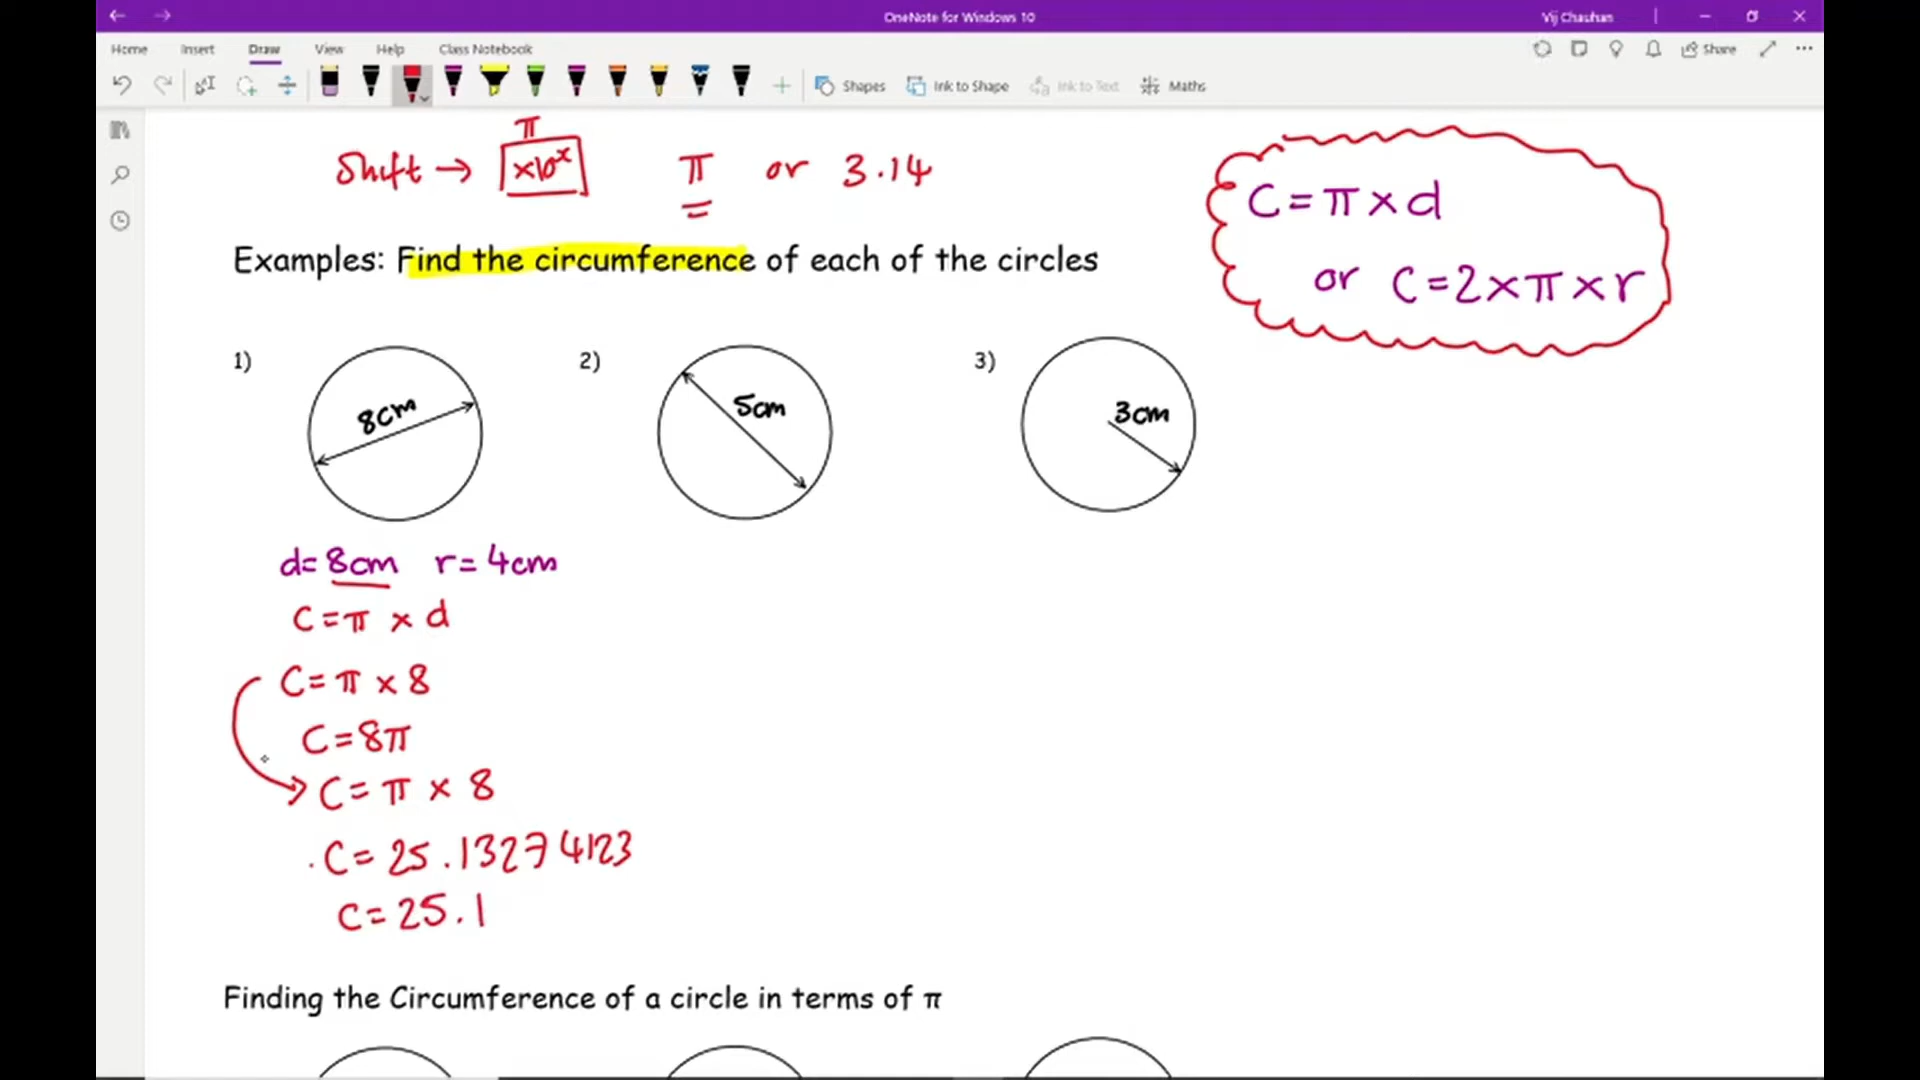 OneNote for Windows 10
Vij Chauhan
Home Insert Draw View Help Class Notebook
Share
Shapes Ink to Shape Ink to Text Maths
π
Shift → ×10ˣ π or 3.14
C = π × d
or C = 2 × π × r
Examples: Find the circumference of each of the circles
1) 2) 3)
8cm 5cm 3cm
d = 8cm r = 4cm
C = π × d
C = π × 8
C = 8π
C = π × 8
C = 25.13274123
C = 25.1
Finding the Circumference of a circle in terms of π